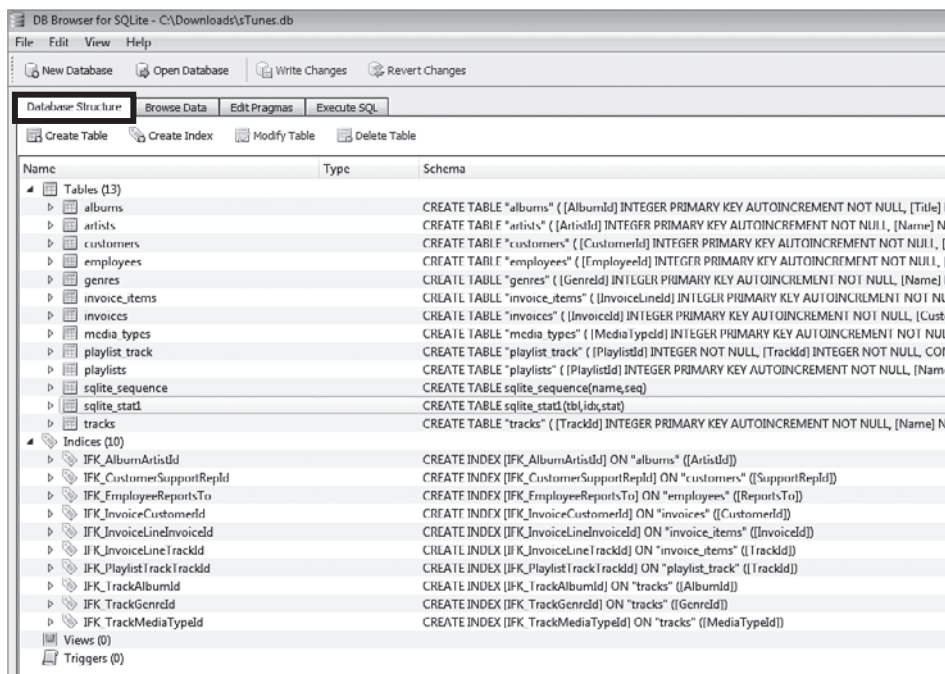 DB Browser for SQLite - C:\Downloads\sTunes.db
File Edit View Help
New Database Open Database Write Changes Revert Changes
Database Structure Browse Data Edit Pragmas Execute SQL
Create Table Create Index Modify Table Delete Table
Name Type Schema
Tables (13)
albums CREATE TABLE "albums" ( [AlbumId] INTEGER PRIMARY KEY AUTOINCREMENT NOT NULL, [Title]
artists CREATE TABLE "artists" ( [ArtistId] INTEGER PRIMARY KEY AUTOINCREMENT NOT NULL, [Name] N
customers CREATE TABLE "customers" ( [CustomerId] INTEGER PRIMARY KEY AUTOINCREMENT NOT NULL, [
employees CREATE TABLE "employees" ( [EmployeeId] INTEGER PRIMARY KEY AUTOINCREMENT NOT NULL,
genres CREATE TABLE "genres" ( [GenreId] INTEGER PRIMARY KEY AUTOINCREMENT NOT NULL, [Name]
invoice_items CREATE TABLE "invoice_items" ( [InvoiceLineId] INTEGER PRIMARY KEY AUTOINCREMENT NOT NU
invoices CREATE TABLE "invoices" ( [InvoiceId] INTEGER PRIMARY KEY AUTOINCREMENT NOT NULL, [Cust
media_types CREATE TABLE "media_types" ( [MediaTypeId] INTEGER PRIMARY KEY AUTOINCREMENT NOT NUL
playlist_track CREATE TABLE "playlist_track" ( [PlaylistId] INTEGER NOT NULL, [TrackId] INTEGER NOT NULL, CON
playlists CREATE TABLE "playlists" ( [PlaylistId] INTEGER PRIMARY KEY AUTOINCREMENT NOT NULL, [Nam
sqlite_sequence CREATE TABLE sqlite_sequence(name,seq)
sqlite_stat1 CREATE TABLE sqlite_stat1(tbl,idx,stat)
tracks CREATE TABLE "tracks" ( [TrackId] INTEGER PRIMARY KEY AUTOINCREMENT NOT NULL, [Name] N
Indices (10)
IFK_AlbumArtistId CREATE INDEX [IFK_AlbumArtistId] ON "albums" ([ArtistId])
IFK_CustomerSupportRepId CREATE INDEX [IFK_CustomerSupportRepId] ON "customers" ([SupportRepId])
IFK_EmployeeReportsTo CREATE INDEX [IFK_EmployeeReportsTo] ON "employees" ([ReportsTo])
IFK_InvoiceCustomerId CREATE INDEX [IFK_InvoiceCustomerId] ON "invoices" ([CustomerId])
IFK_InvoiceLineInvoiceId CREATE INDEX [IFK_InvoiceLineInvoiceId] ON "invoice_items" ([InvoiceId])
IFK_InvoiceLineTrackId CREATE INDEX [IFK_InvoiceLineTrackId] ON "invoice_items" ([TrackId])
IFK_PlaylistTrackTrackId CREATE INDEX [IFK_PlaylistTrackTrackId] ON "playlist_track" ([TrackId])
IFK_TrackAlbumId CREATE INDEX [IFK_TrackAlbumId] ON "tracks" ([AlbumId])
IFK_TrackGenreId CREATE INDEX [IFK_TrackGenreId] ON "tracks" ([GenreId])
IFK_TrackMediaTypeId CREATE INDEX [IFK_TrackMediaTypeId] ON "tracks" ([MediaTypeId])
Views (0)
Triggers (0)